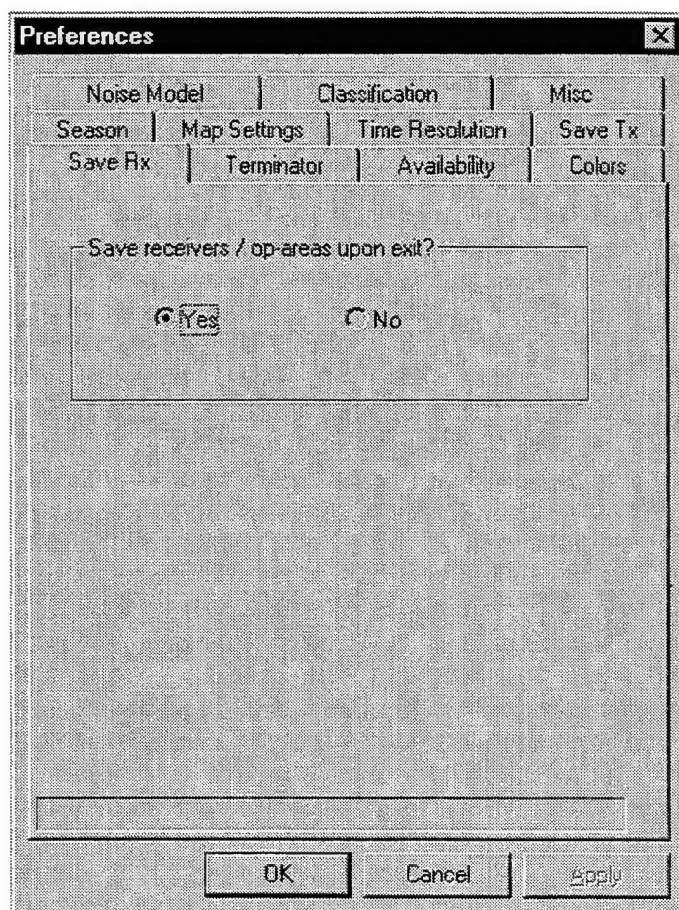 Preferences
Noise Model Classification Misc
Season Map Settings Time Resolution Save Tx
Save Rx Terminator Availability Colors
Save receivers / op-areas upon exit?
Yes No
OK Cancel Apply